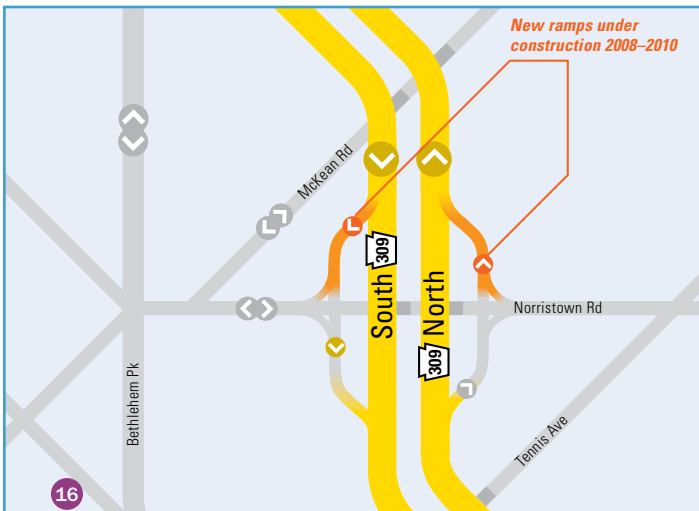 New ramps under
construction 2008–2010
McKean Rd
309
South
North
309
Norristown Rd
Bethlehem Pk
Tennis Ave
16